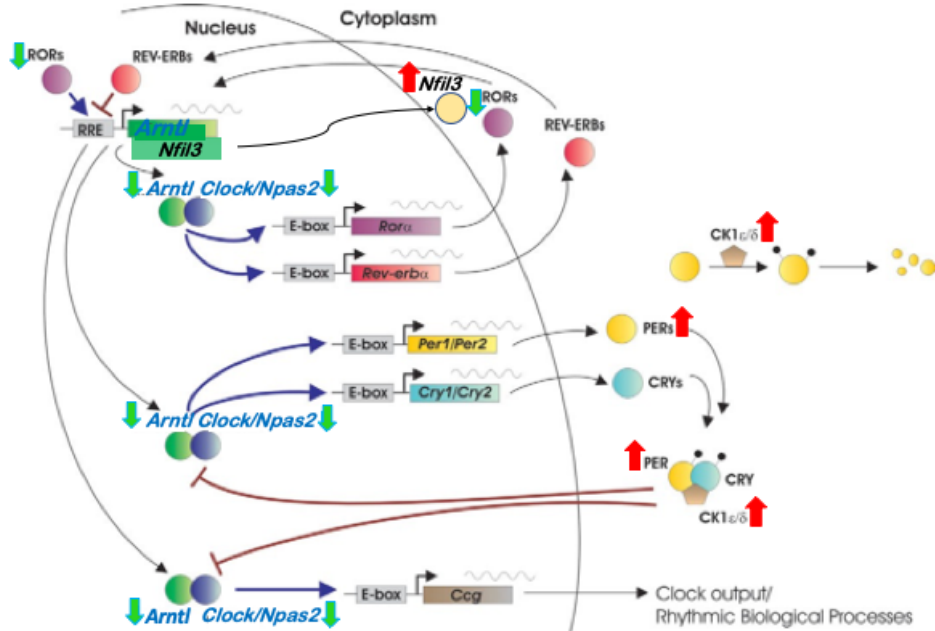 Nucleus
Cytoplasm
RORs
REV-ERBs
Nfil3
RORs
REV-ERBs
RRE
Arntl
Nfil3
Arntl Clock/Npas2
E-box
Rorα
E-box
Rev-erbα
CK1ε/δ
E-box
Per1/Per2
PERs
E-box
Cry1/Cry2
CRYs
Arntl Clock/Npas2
PER
CRY
CK1ε/δ
E-box
Ccg
Clock output/
Rhythmic Biological Processes
Arntl Clock/Npas2